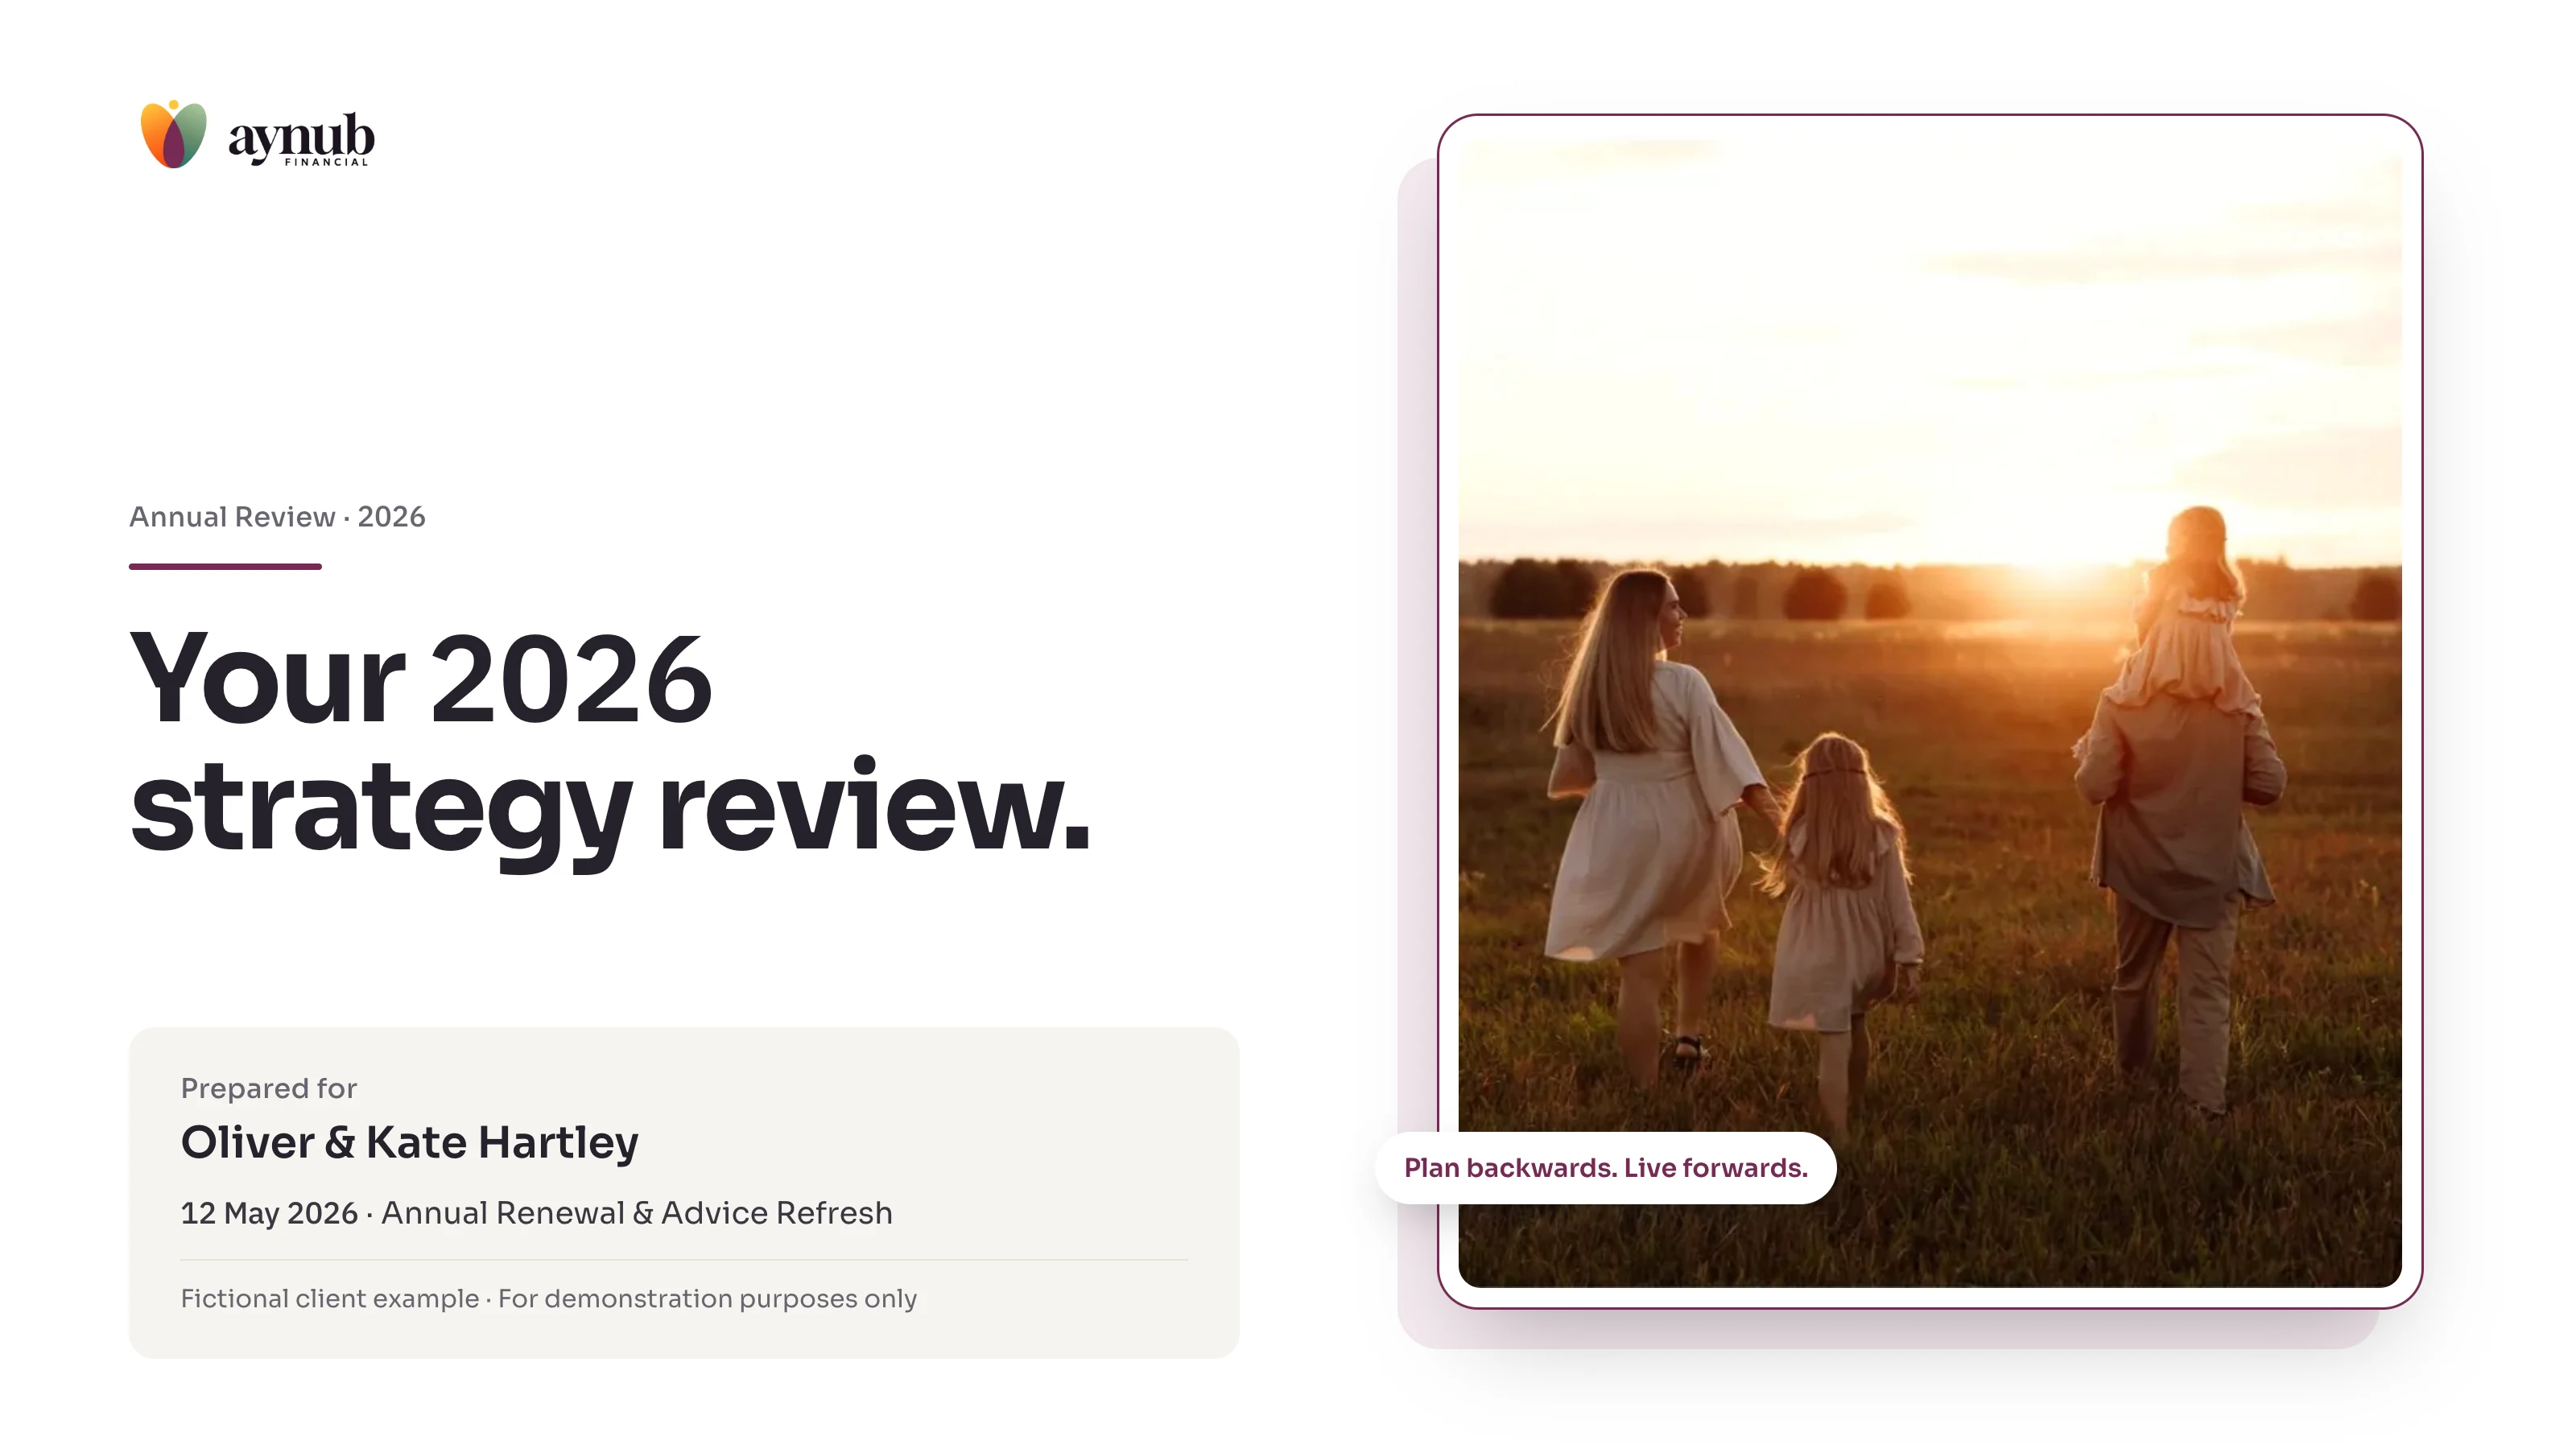 aynub
FINANCIAL
Annual Review · 2026
Your 2026
strategy review.
Prepared for
Oliver & Kate Hartley
12 May 2026 · Annual Renewal & Advice Refresh
Fictional client example · For demonstration purposes only
Plan backwards. Live forwards.